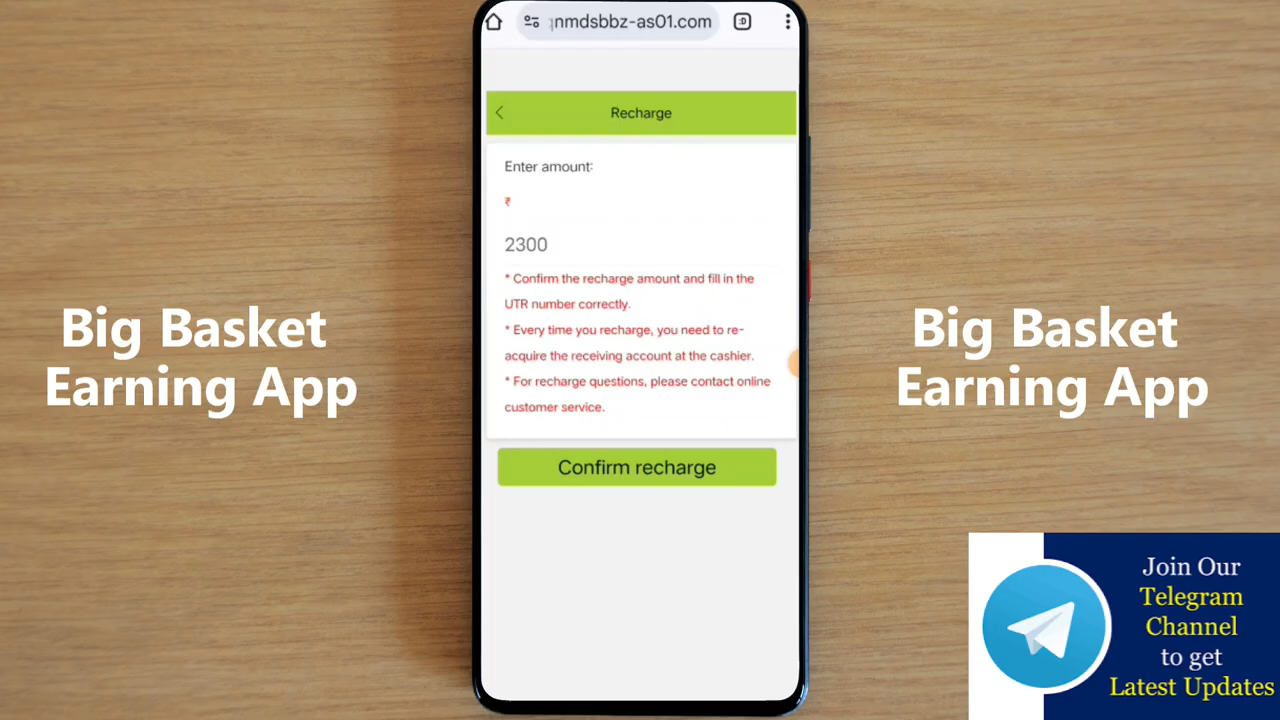 qnmdsbbz-as01.com
:D
Recharge
Enter amount:
₹
2300
* Confirm the recharge amount and fill in the
UTR number correctly.
* Every time you recharge, you need to re-
acquire the receiving account at the cashier.
* For recharge questions, please contact online
customer service.
Confirm recharge
Big Basket
Earning App
Big Basket
Earning App
Join Our
Telegram
Channel
to get
Latest Updates